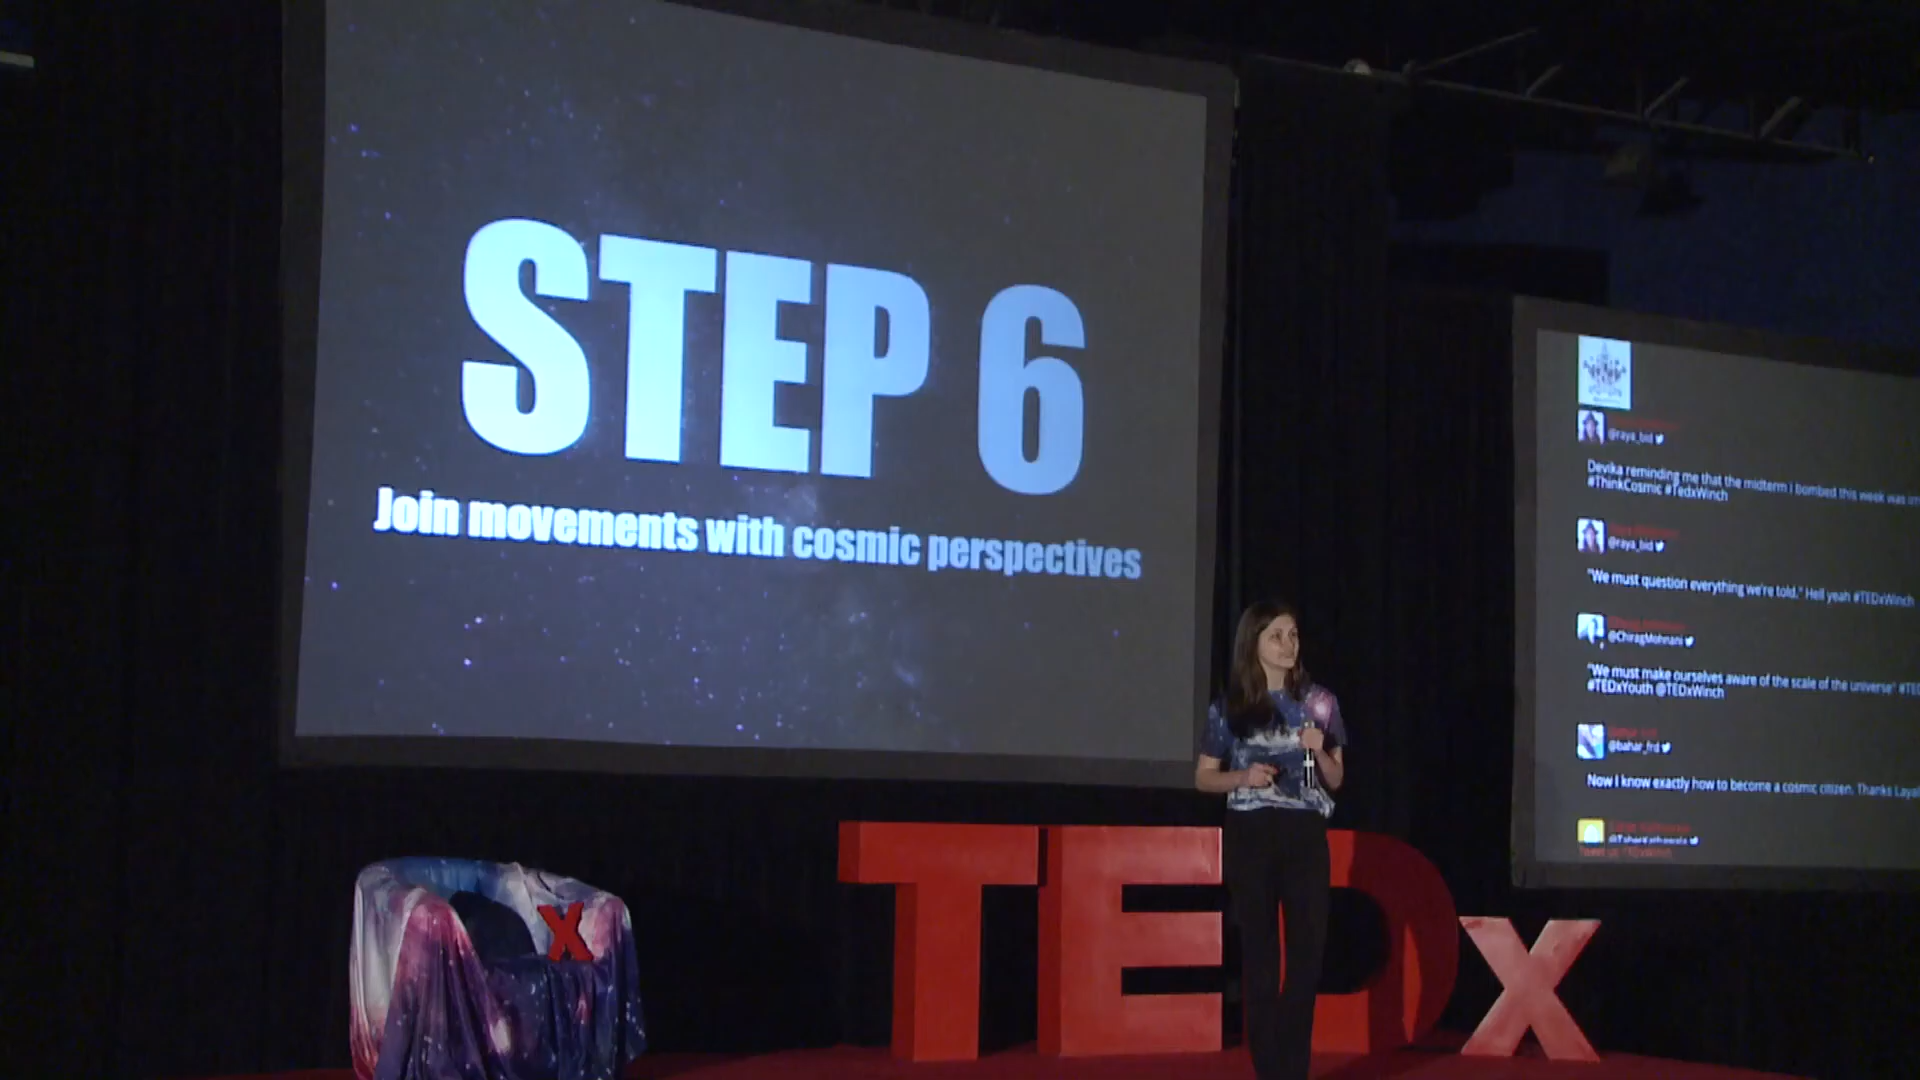 STEP 6
Join movements with cosmic perspectives
x
TEDx
@raya_bid
Devika reminding me that the midterm I bombed this week was
#ThinkCosmic #TedxWinch
@raya_bid
"We must question everything we're told." Hell yeah #TEDxWinch
@ChiragMohnani
"We must make ourselves aware of the scale of the universe"
#TEDxYouth @TEDxWinch
@bahar_frd
Now I know exactly how to become a cosmic citizen. Thanks